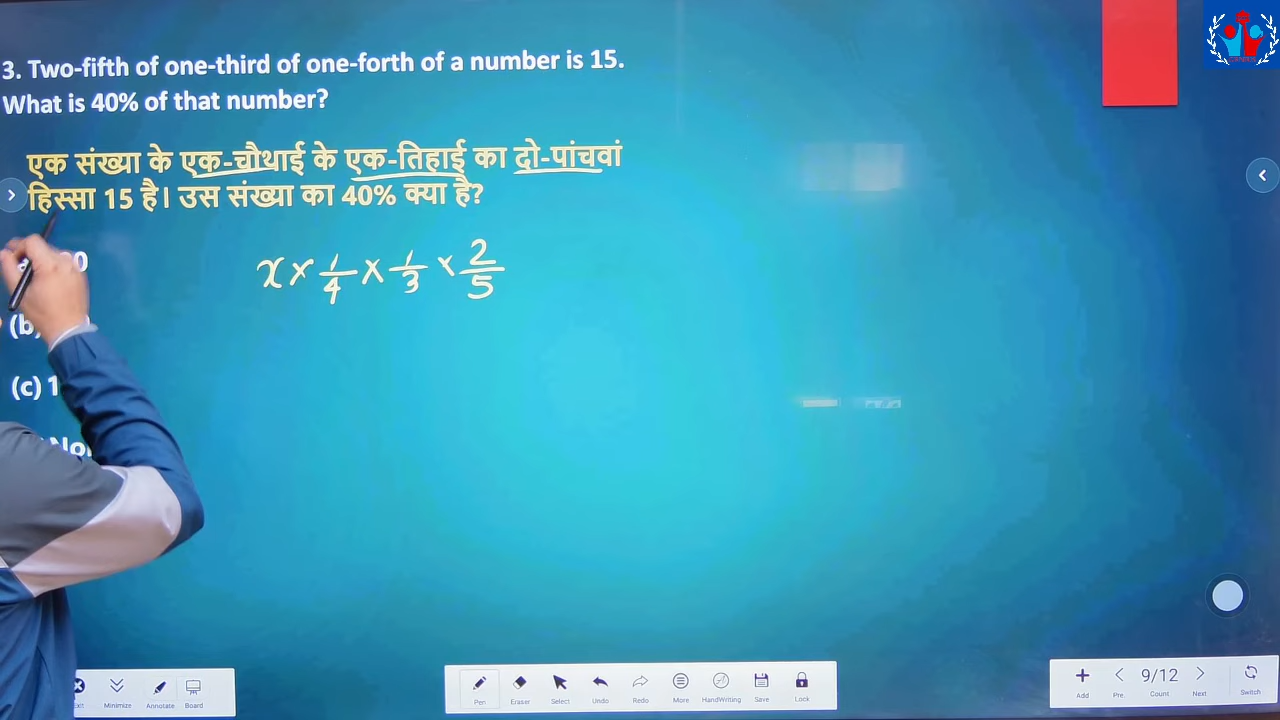 3. Two-fifth of one-third of one-forth of a number is 15.
What is 40% of that number?
एक संख्या के एक-चौथाई के एक-तिहाई का दो-पांचवां
हिस्सा 15 है। उस संख्या का 40% क्या है?
x × 1/4 × 1/3 × 2/5
(b)
(c) 1
Minimize Annotate Board
Pen Eraser Select Undo Redo More HandWriting Save Lock
9/12
Add Pre. Count Next Switch